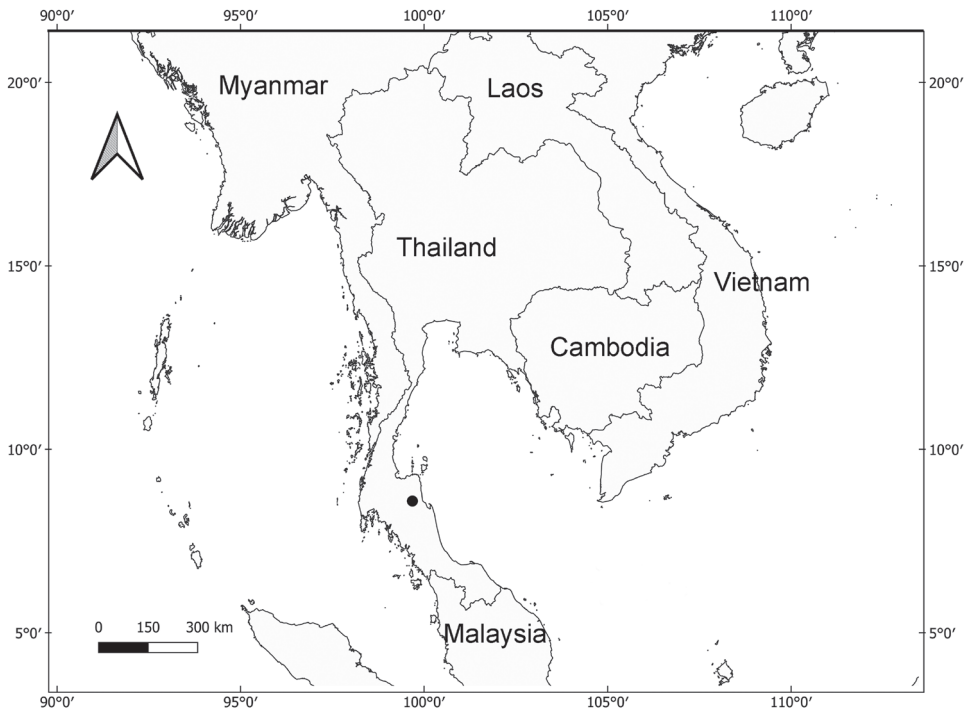 90°0′ 95°0′ 100°0′ 105°0′ 110°0′
20°0′ Myanmar Laos 20°0′
Thailand
15°0′ 15°0′
Vietnam
Cambodia
10°0′ 10°0′
0 150 300 km
5°0′ Malaysia 5°0′
90°0′ 95°0′ 100°0′ 105°0′ 110°0′